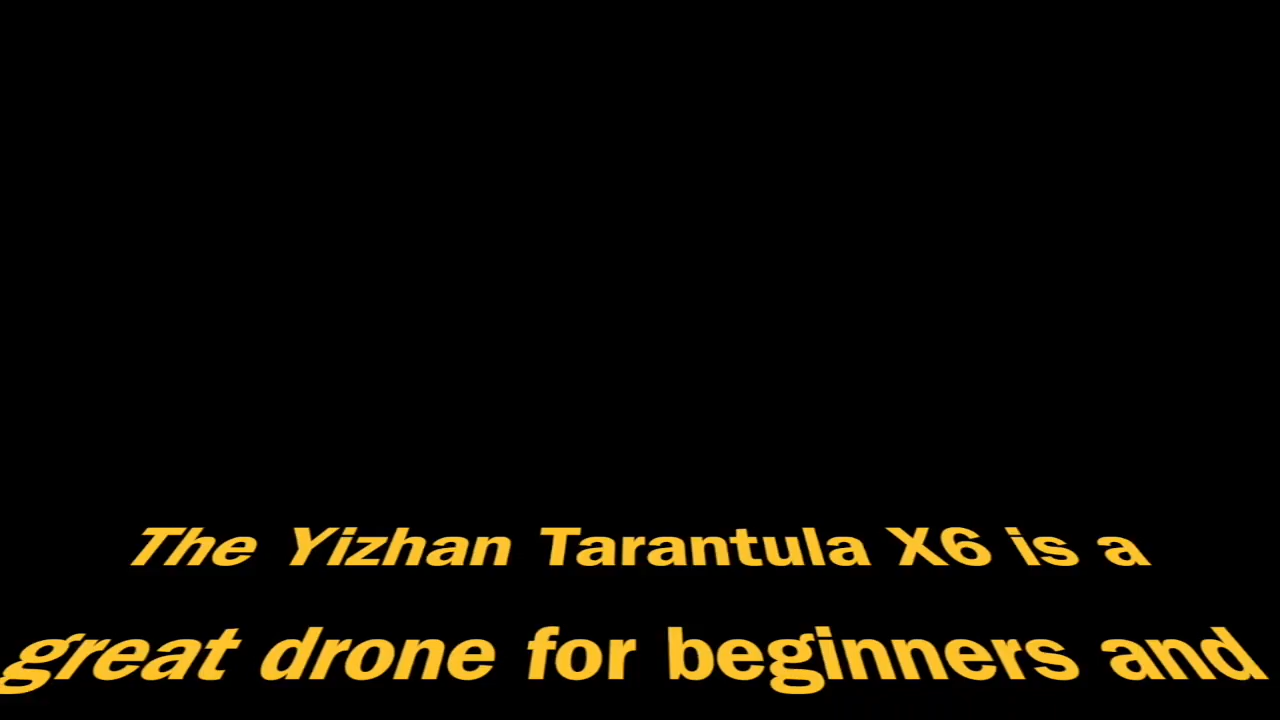 The Yizhan Tarantula X6 is a
great drone for beginners and